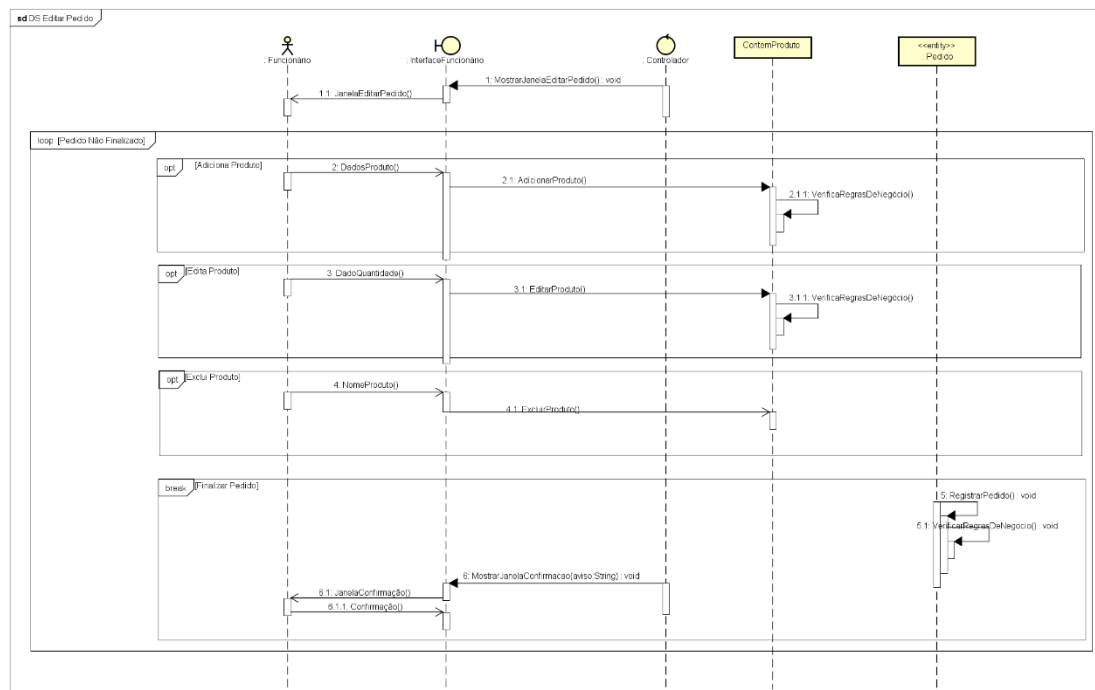 sd DS Editar Pedido
: Funcionário
: InterfaceFuncionário
: Controlador
ContemProduto
<<entity>>
: Pedido
1: MostrarJanelaEditarPedido() : void
1.1: JanelaEditarPedido()
loop [Pedido Não Finalizado]
opt [Adiciona Produto]
2: DadosProduto()
2.1: AdicionarProduto()
2.1.1: VerificaRegrasDeNegócio()
opt [Edita Produto]
3: DadoQuantidade()
3.1: EditarProduto()
3.1.1: VerificaRegrasDeNegócio()
opt [Exclui Produto]
4: NomeProduto()
4.1: ExcluirProduto()
break [Finalizar Pedido]
5: RegistrarPedido() : void
5.1: VerificarRegrasDeNegocio() : void
6: MostrarJanelaConfirmacao(aviso:String) : void
6.1: JanelaConfirmação()
6.1.1: Confirmação()